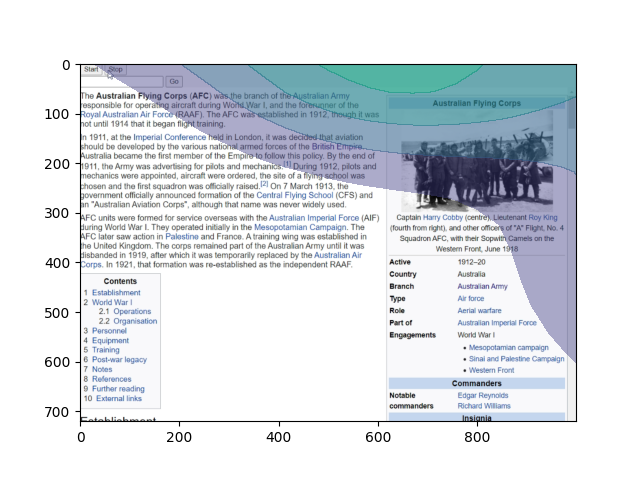 0
100
200
300
400
500
600
700
0
200
400
600
800
Start Stop
Go
The Australian Flying Corps (AFC) was the branch of the Australian Army
responsible for operating aircraft during World War I, and the forerunner of the
Royal Australian Air Force (RAAF). The AFC was established in 1912, though it was
not until 1914 that it began flight training.
In 1911, at the Imperial Conference held in London, it was decided that aviation
should be developed by the various national armed forces of the British Empire.
Australia became the first member of the Empire to follow this policy. By the end of
1911, the Army was advertising for pilots and mechanics.[1] During 1912, pilots and
mechanics were appointed, aircraft were ordered, the site of a flying school was
chosen and the first squadron was officially raised.[2] On 7 March 1913, the
government officially announced formation of the Central Flying School (CFS) and
an "Australian Aviation Corps", although that name was never widely used.
AFC units were formed for service overseas with the Australian Imperial Force (AIF)
during World War I. They operated initially in the Mesopotamian Campaign. The
AFC later saw action in Palestine and France. A training wing was established in
the United Kingdom. The corps remained part of the Australian Army until it was
disbanded in 1919, after which it was temporarily replaced by the Australian Air
Corps. In 1921, that formation was re-established as the independent RAAF.
Contents
1 Establishment
2 World War I
2.1 Operations
2.2 Organisation
3 Personnel
4 Equipment
5 Training
6 Post-war legacy
7 Notes
8 References
9 Further reading
10 External links
Establishment
Australian Flying Corps
Captain Harry Cobby (centre), Lieutenant Roy King
(fourth from right), and other officers of "A" Flight, No. 4
Squadron AFC, with their Sopwith Camels on the
Western Front, June 1918
Active 1912–20
Country Australia
Branch Australian Army
Type Air force
Role Aerial warfare
Part of Australian Imperial Force
Engagements World War I
• Mesopotamian campaign
• Sinai and Palestine Campaign
• Western Front
Commanders
Notable Edgar Reynolds
commanders Richard Williams
Insignia